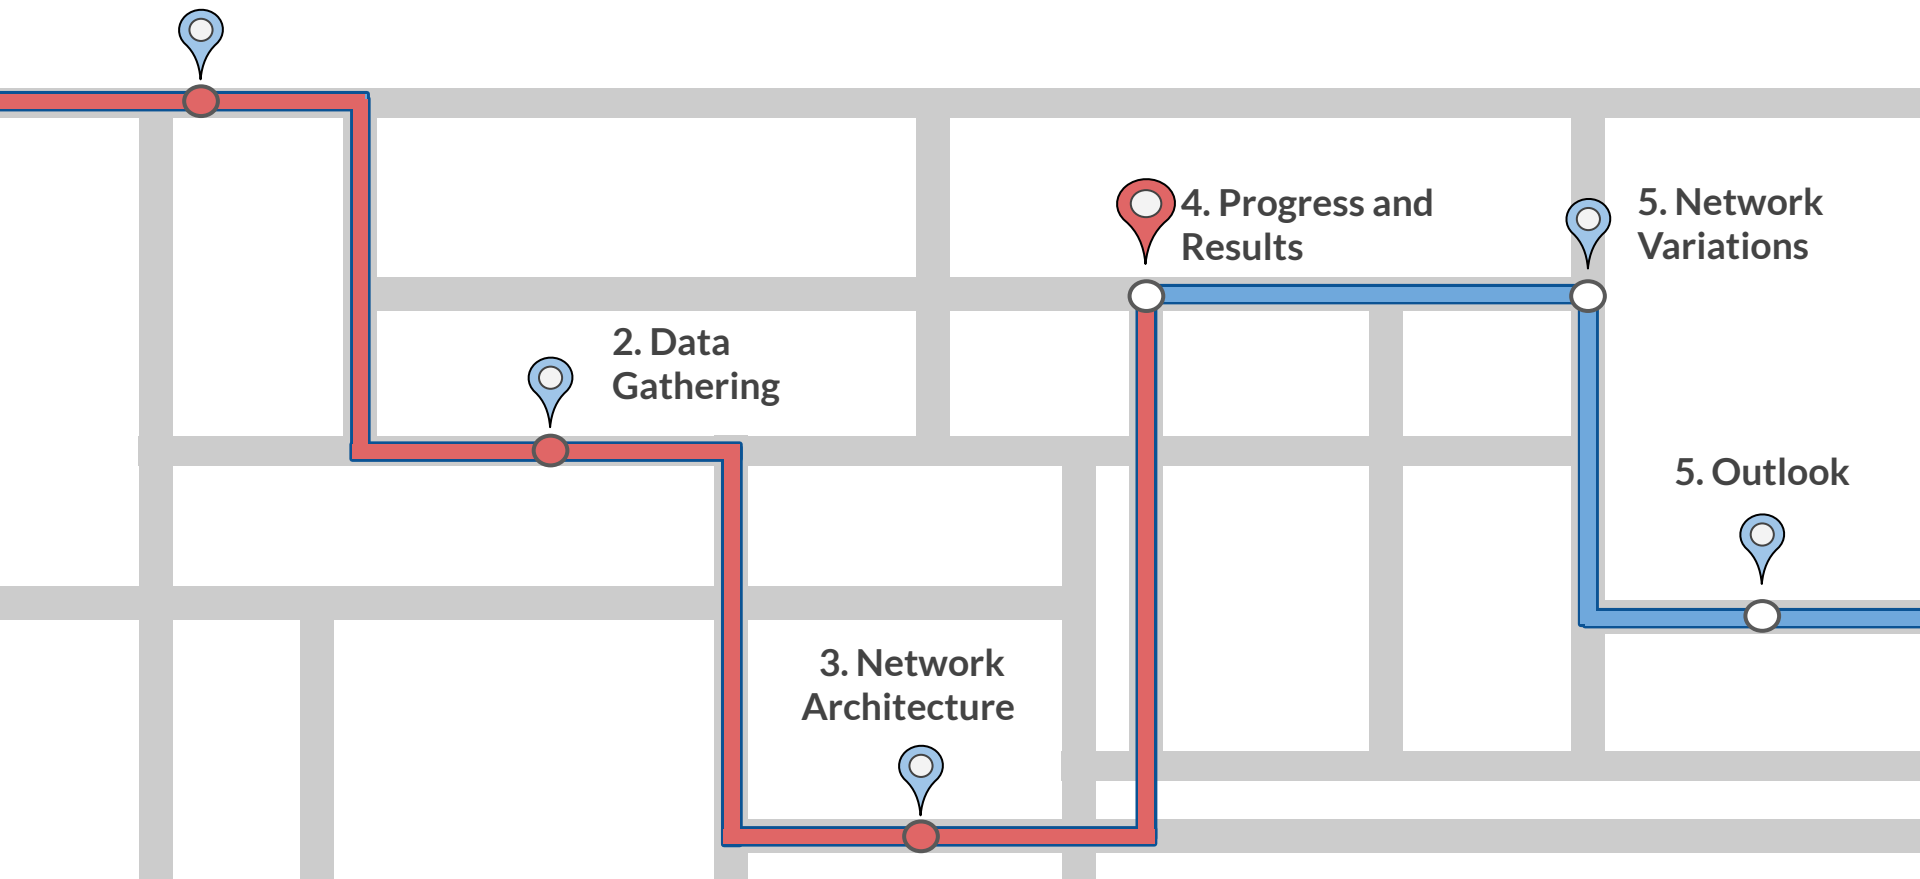 4. Progress and
Results
5. Network
Variations
2. Data
Gathering
5. Outlook
3. Network
Architecture